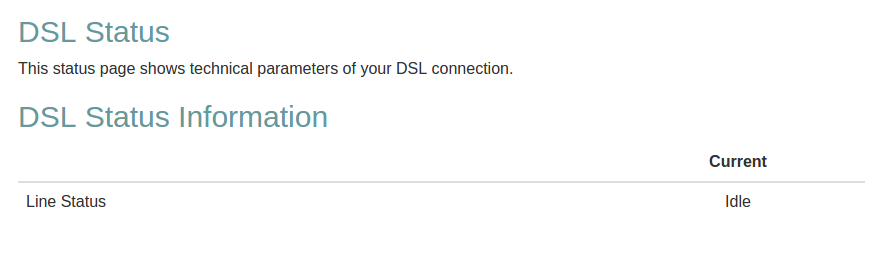 DSL Status
This status page shows technical parameters of your DSL connection.
DSL Status Information
Current
Line Status Idle